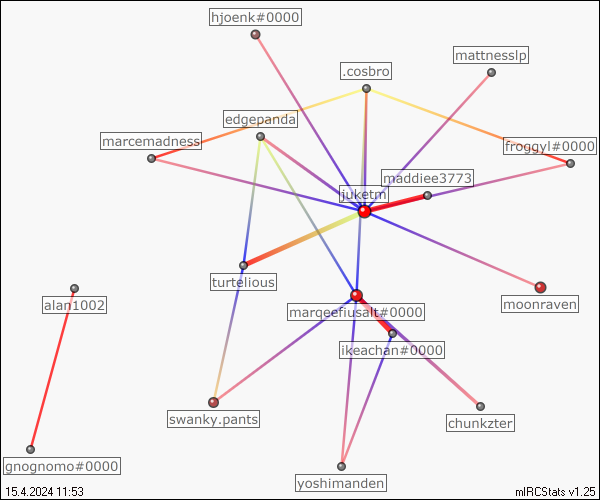 hjoenk#0000
mattnesslp
.cosbro
edgepanda
marcemadness
froggyl#0000
maddiee3773
juketm
turtelious
alan1002
moonraven
marqeefiusalt#0000
ikeachan#0000
swanky.pants
chunkzter
gnognomo#0000
yoshimanden
15.4.2024 11:53
mIRCStats v1.25